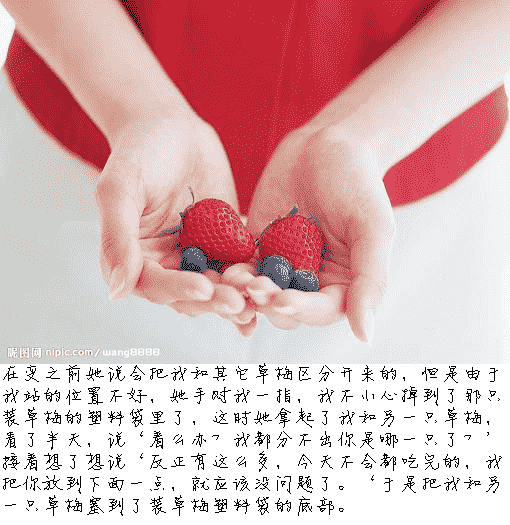 昵图网 nipic.com / wang8888
在变之前她说会把我和其它草梅区分开来的，但是由于
我站的位置不好，她手对我一指，我不小心掉到了那只
装草梅的塑料袋里了，这时她拿起了我和另一只草梅，
看了半天，说‘着么办？我都分不出你是哪一只了？’
接着想了想说‘反正有这么多，今天不会都吃完的，我
把你放到下面一点，就应该没问题了。‘于是把我和另
一只草梅塞到了装草梅塑料袋的底部。